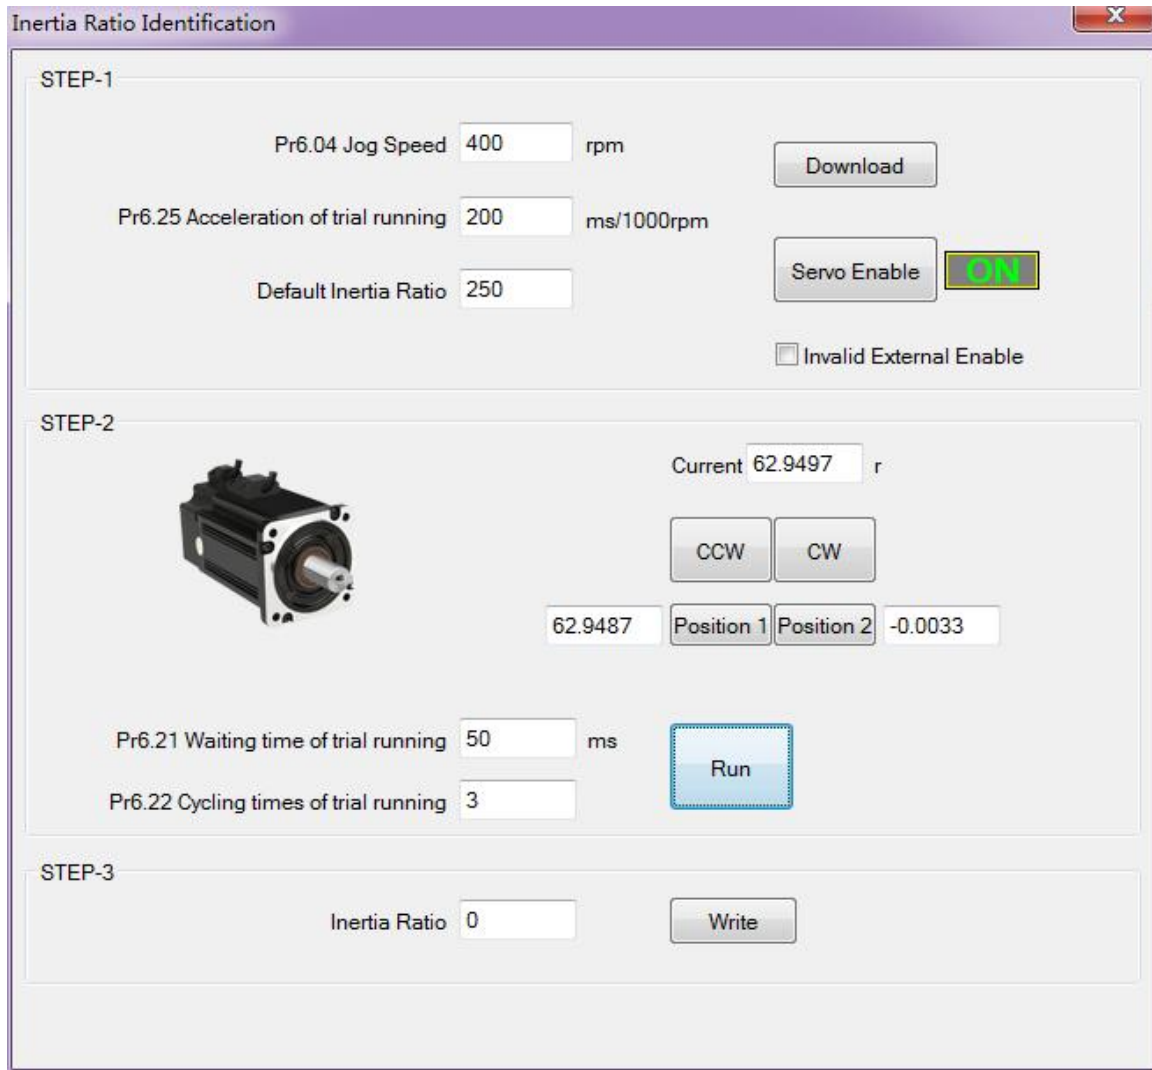 Inertia Ratio Identification
STEP-1
Pr6.04 Jog Speed 400 rpm
Download
Pr6.25 Acceleration of trial running 200 ms/1000rpm
Servo Enable ON
Default Inertia Ratio 250
Invalid External Enable
STEP-2
Current 62.9497 r
CCW CW
62.9487 Position 1 Position 2 -0.0033
Pr6.21 Waiting time of trial running 50 ms
Run
Pr6.22 Cycling times of trial running 3
STEP-3
Inertia Ratio 0 Write